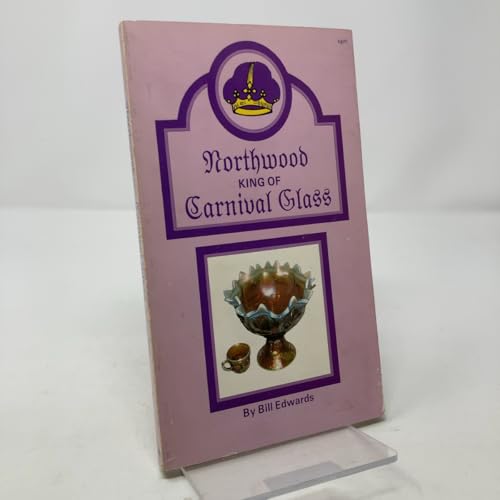 Northwood
KING OF
Carnival Glass
By Bill Edwards